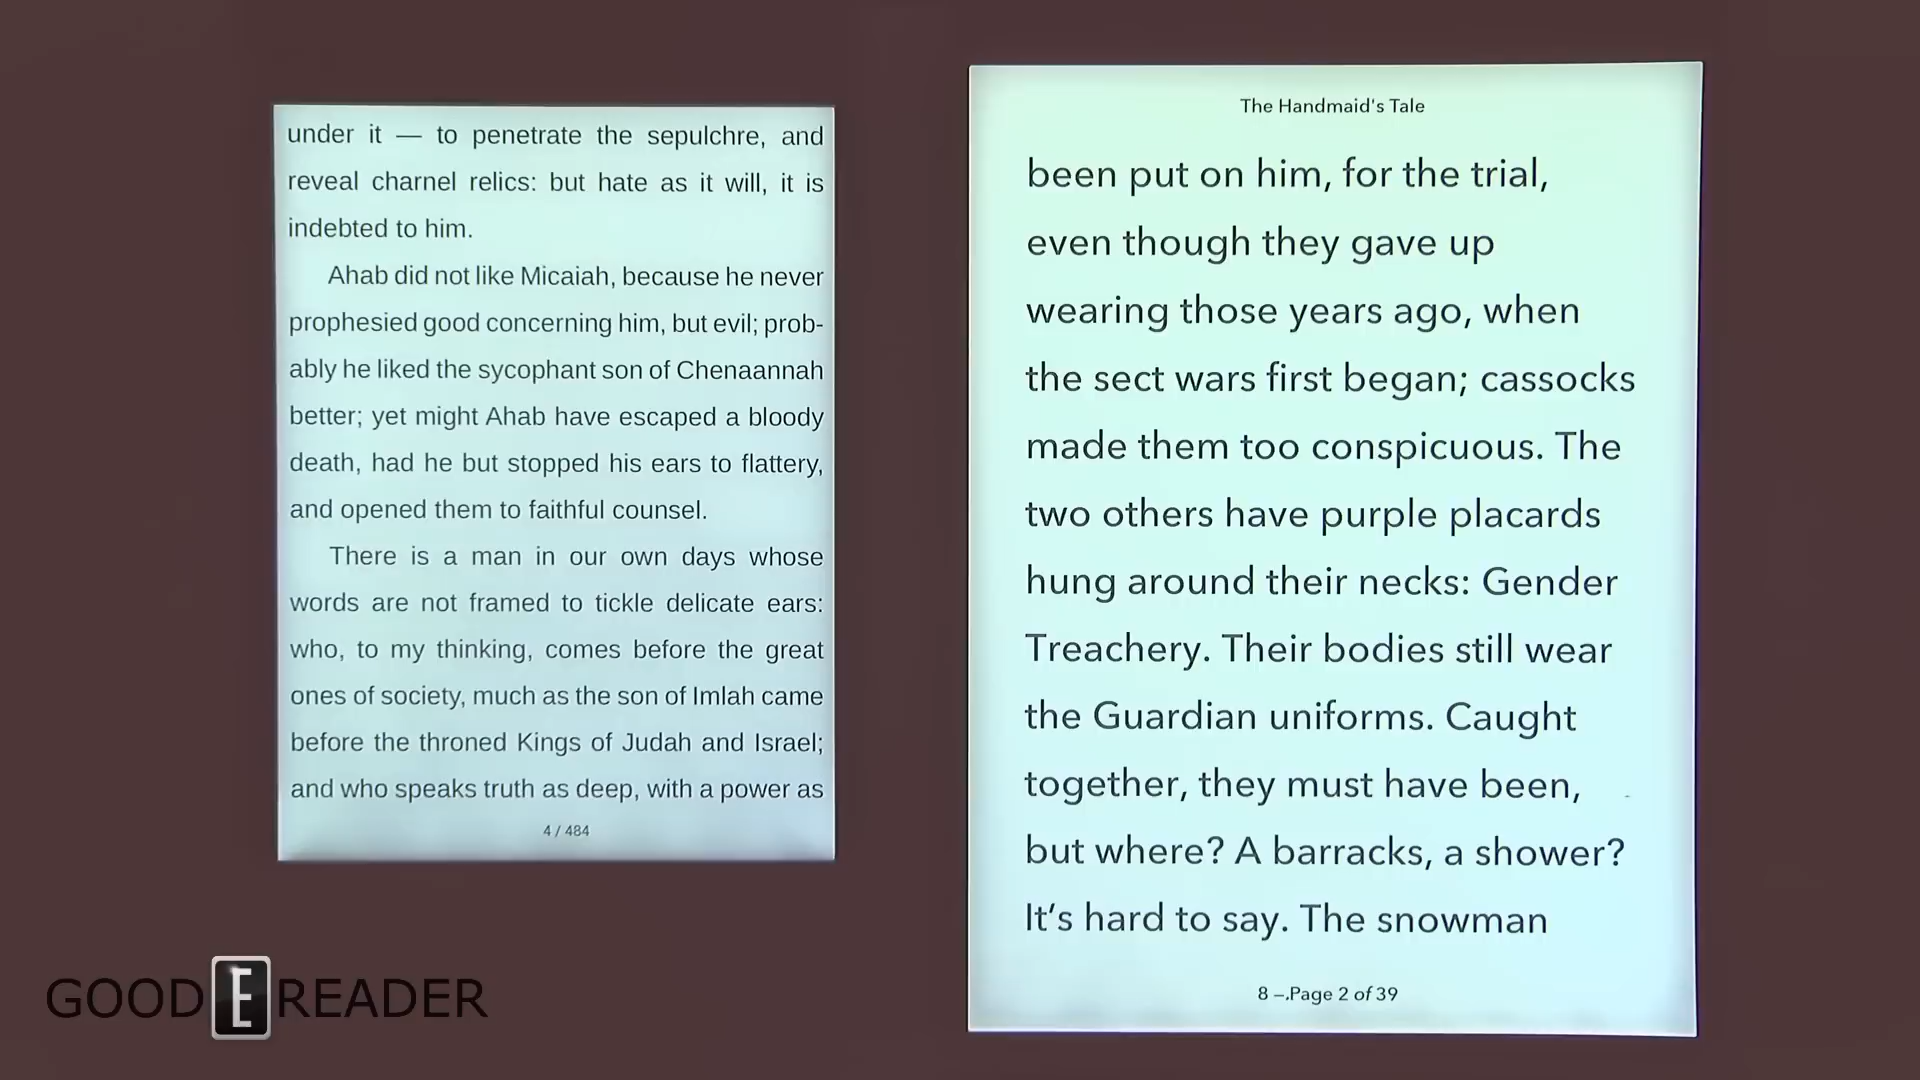 under it — to penetrate the sepulchre, and
reveal charnel relics: but hate as it will, it is
indebted to him.
Ahab did not like Micaiah, because he never
prophesied good concerning him, but evil; prob-
ably he liked the sycophant son of Chenaannah
better; yet might Ahab have escaped a bloody
death, had he but stopped his ears to flattery,
and opened them to faithful counsel.
There is a man in our own days whose
words are not framed to tickle delicate ears:
who, to my thinking, comes before the great
ones of society, much as the son of Imlah came
before the throned Kings of Judah and Israel;
and who speaks truth as deep, with a power as
4 / 484
The Handmaid's Tale
been put on him, for the trial,
even though they gave up
wearing those years ago, when
the sect wars first began; cassocks
made them too conspicuous. The
two others have purple placards
hung around their necks: Gender
Treachery. Their bodies still wear
the Guardian uniforms. Caught
together, they must have been,
but where? A barracks, a shower?
It's hard to say. The snowman
8 –.Page 2 of 39
GOOD E READER